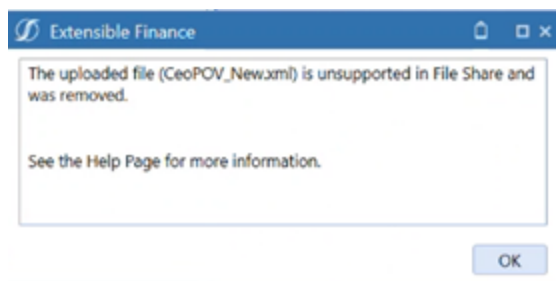 Extensible Finance
The uploaded file (CeoPOV_New.xml) is unsupported in File Share and
was removed.
See the Help Page for more information.
OK